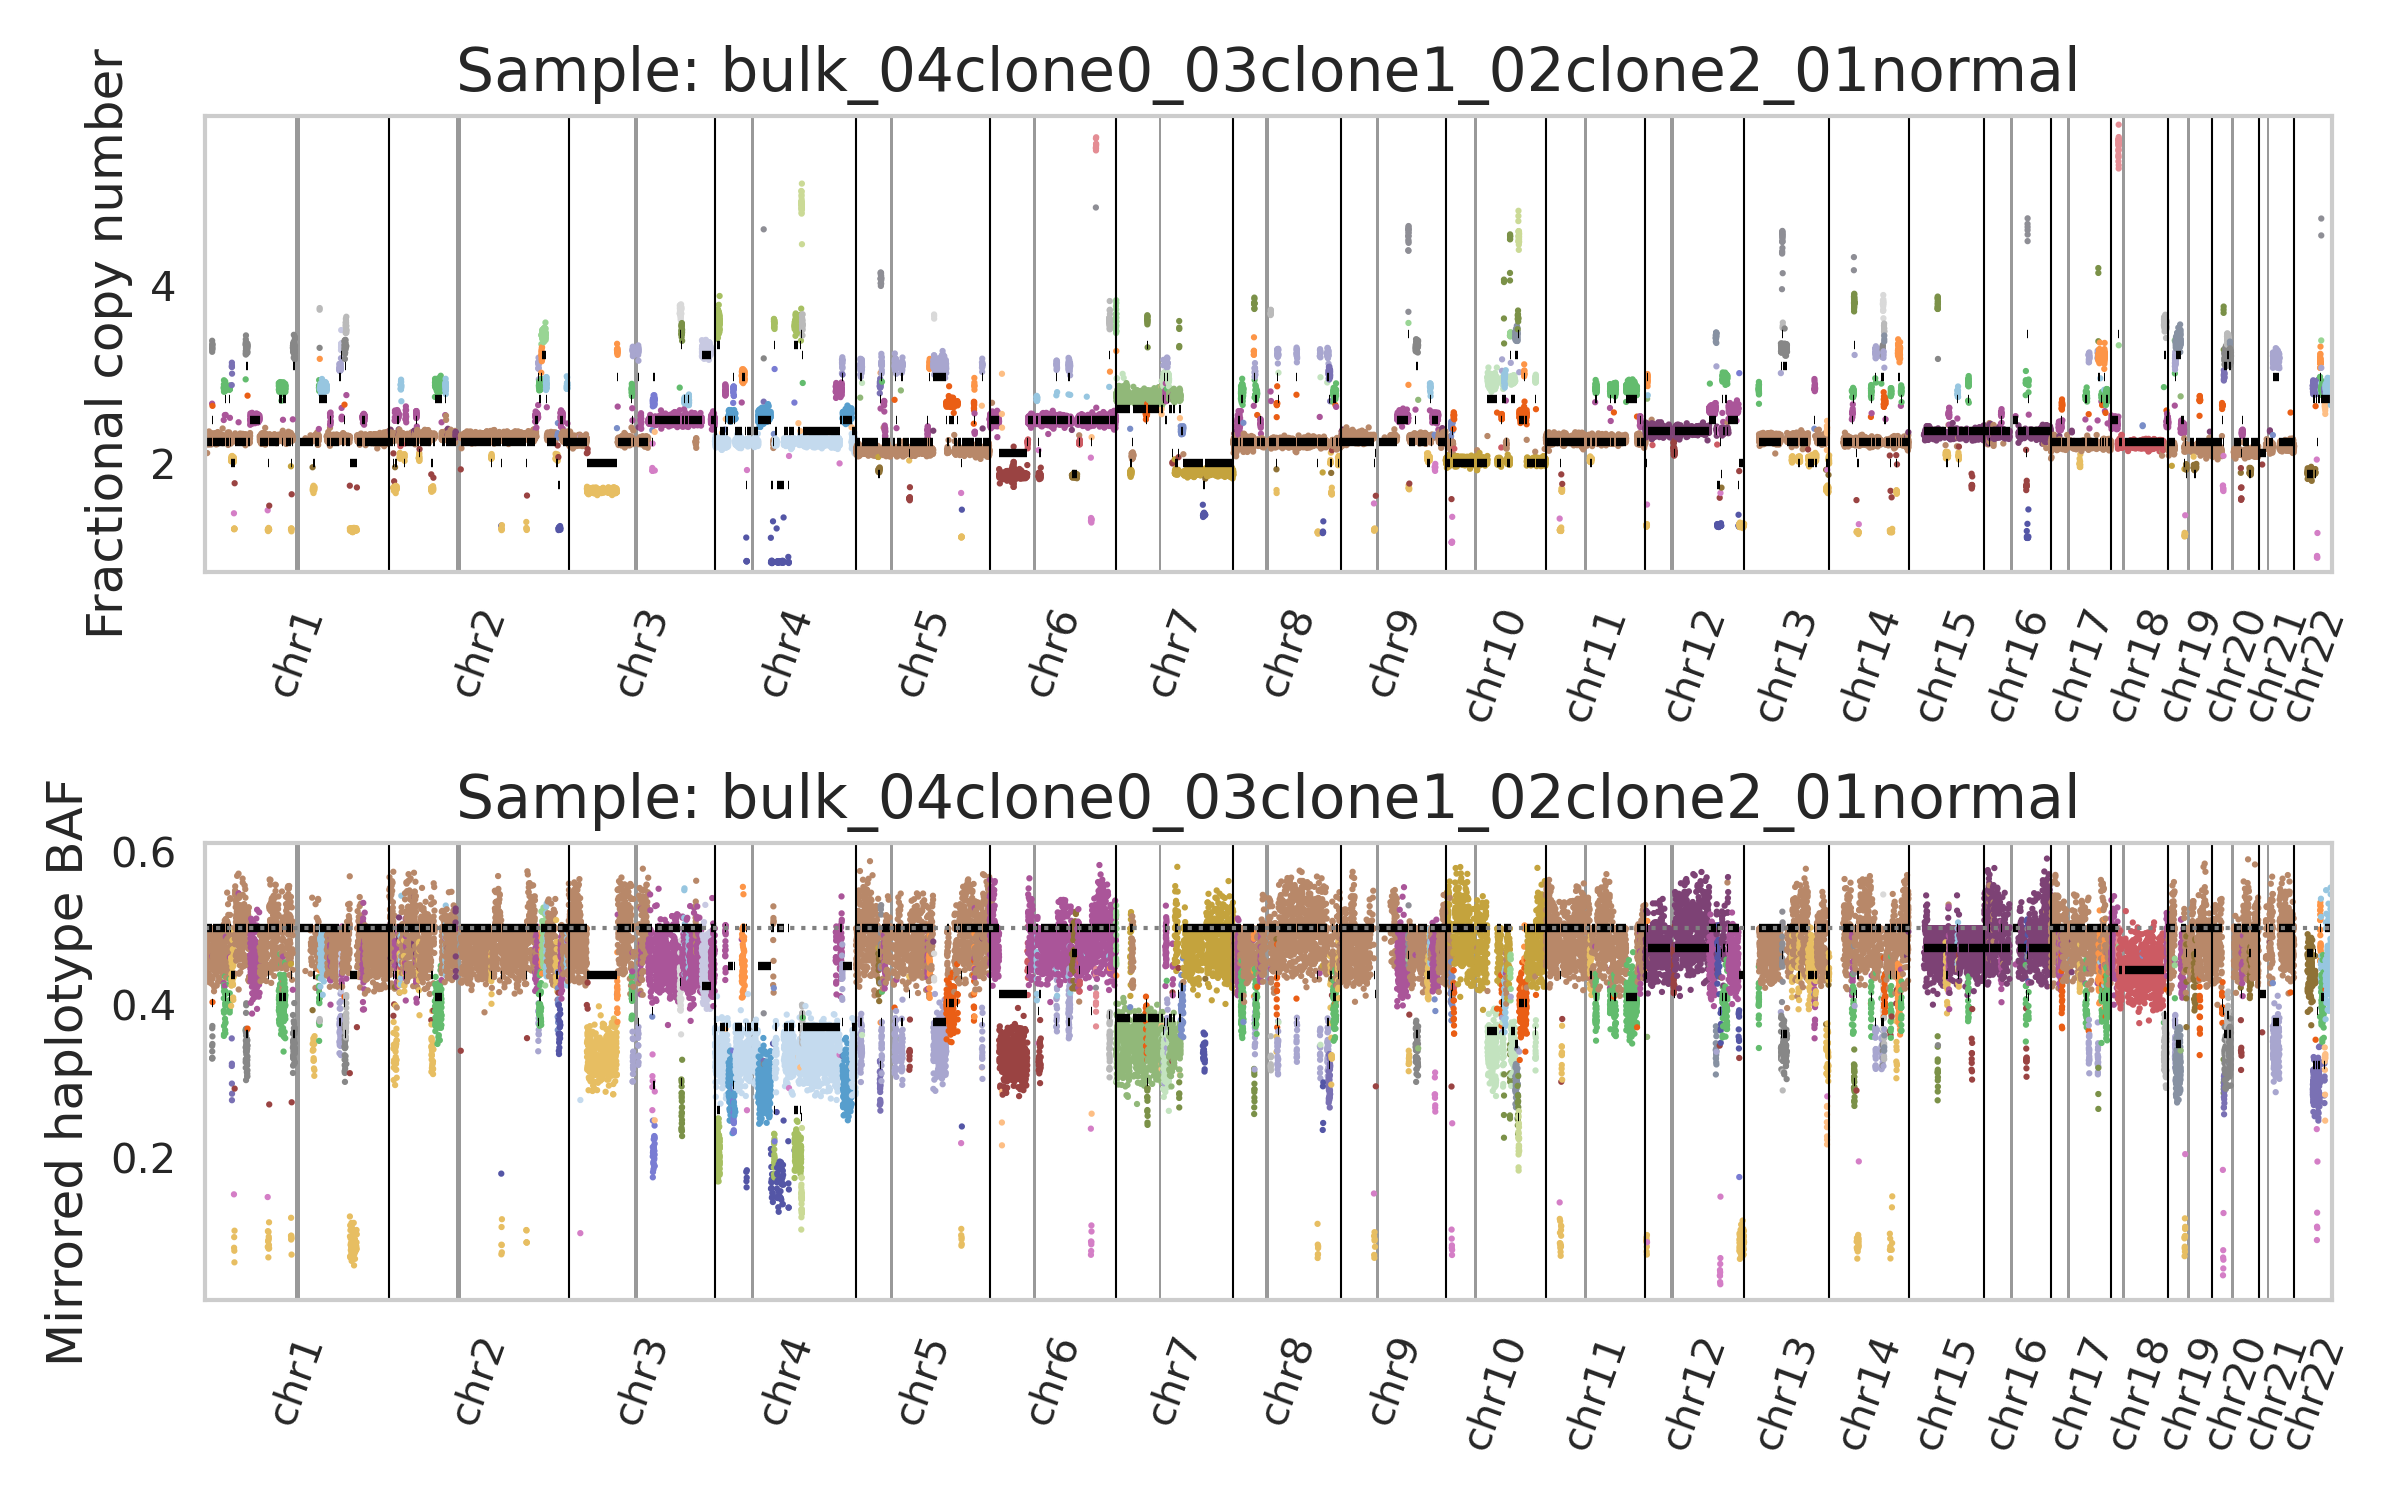 Sample: bulk_04clone0_03clone1_02clone2_01normal
Fractional copy number
4
2
chr1
chr2
chr3
chr4
chr5
chr6
chr7
chr8
chr9
chr10
chr11
chr12
chr13
chr14
chr15
chr16
chr17
chr18
chr19
chr20
chr21
chr22
Sample: bulk_04clone0_03clone1_02clone2_01normal
Mirrored haplotype BAF
0.6
0.4
0.2
chr1
chr2
chr3
chr4
chr5
chr6
chr7
chr8
chr9
chr10
chr11
chr12
chr13
chr14
chr15
chr16
chr17
chr18
chr19
chr20
chr21
chr22